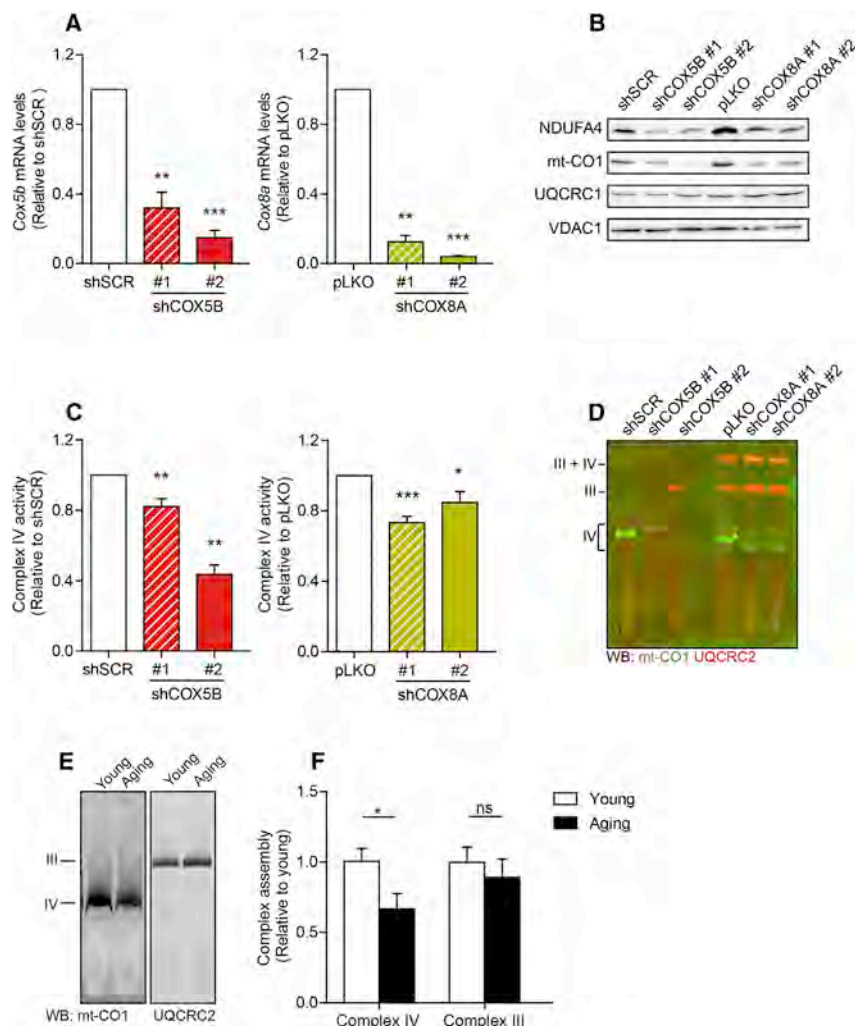 A
Cox5b mRNA levels
(Relative to shSCR)
1.2
0.8
0.4
0.0
**
***
shSCR
#1
#2
shCOX5B
Cox8a mRNA levels
(Relative to pLKO)
1.2
0.8
0.4
0.0
**
***
pLKO
#1
#2
shCOX8A
B
shSCR
shCOX5B #1
shCOX5B #2
pLKO
shCOX8A #1
shCOX8A #2
NDUFA4
mt-CO1
UQCRC1
VDAC1
C
Complex IV activity
(Relative to shSCR)
1.2
0.8
0.4
0.0
**
**
shSCR
#1
#2
shCOX5B
Complex IV activity
(Relative to pLKO)
1.2
0.8
0.4
0.0
***
*
pLKO
#1
#2
shCOX8A
D
shSCR
shCOX5B #1
shCOX5B #2
pLKO
shCOX8A #1
shCOX8A #2
III + IV
III
IV
WB: mt-CO1 UQCRC2
E
Young
Aging
Young
Aging
III
IV
WB: mt-CO1 UQCRC2
F
Complex assembly
(Relative to young)
1.5
1.0
0.5
0.0
*
ns
Complex IV
Complex III
Young
Aging